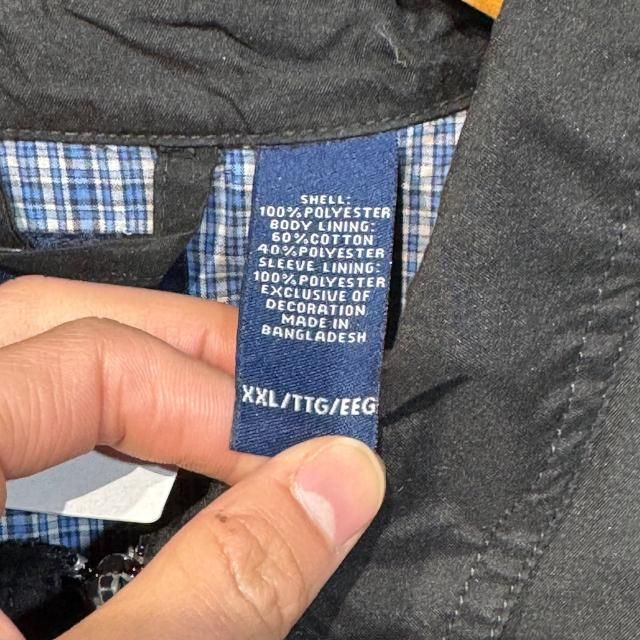 SHELL:
100%POLYESTER
BODY LINING:
60%COTTON
40%POLYESTER
SLEEVE LINING:
100%POLYESTER
EXCLUSIVE OF
DECORATION
MADE IN
BANGLADESH
XXL/TTG/EEG